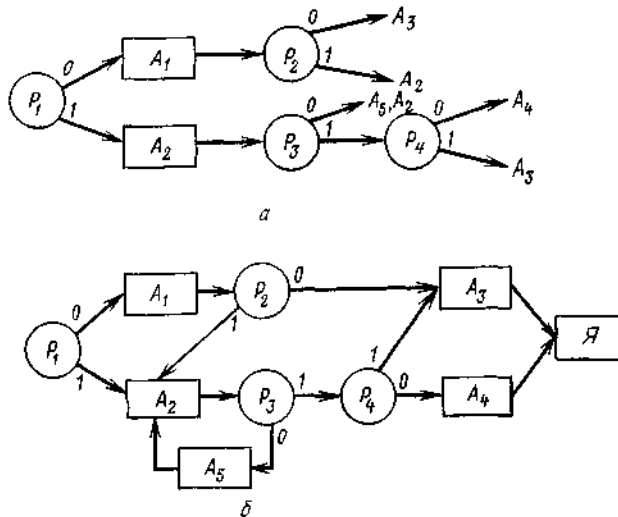 0 A₃
P₁ 0 A₁ P₂ 1 A₂
1 A₂ P₃ 0 A₅, A₂ 1 P₄ 0 A₄
1 A₃
а
P₁ 0 A₁ P₂ 0 A₃
1 1 Я
1 A₂ P₃ 1 P₄ 0 A₄
0
A₅
б